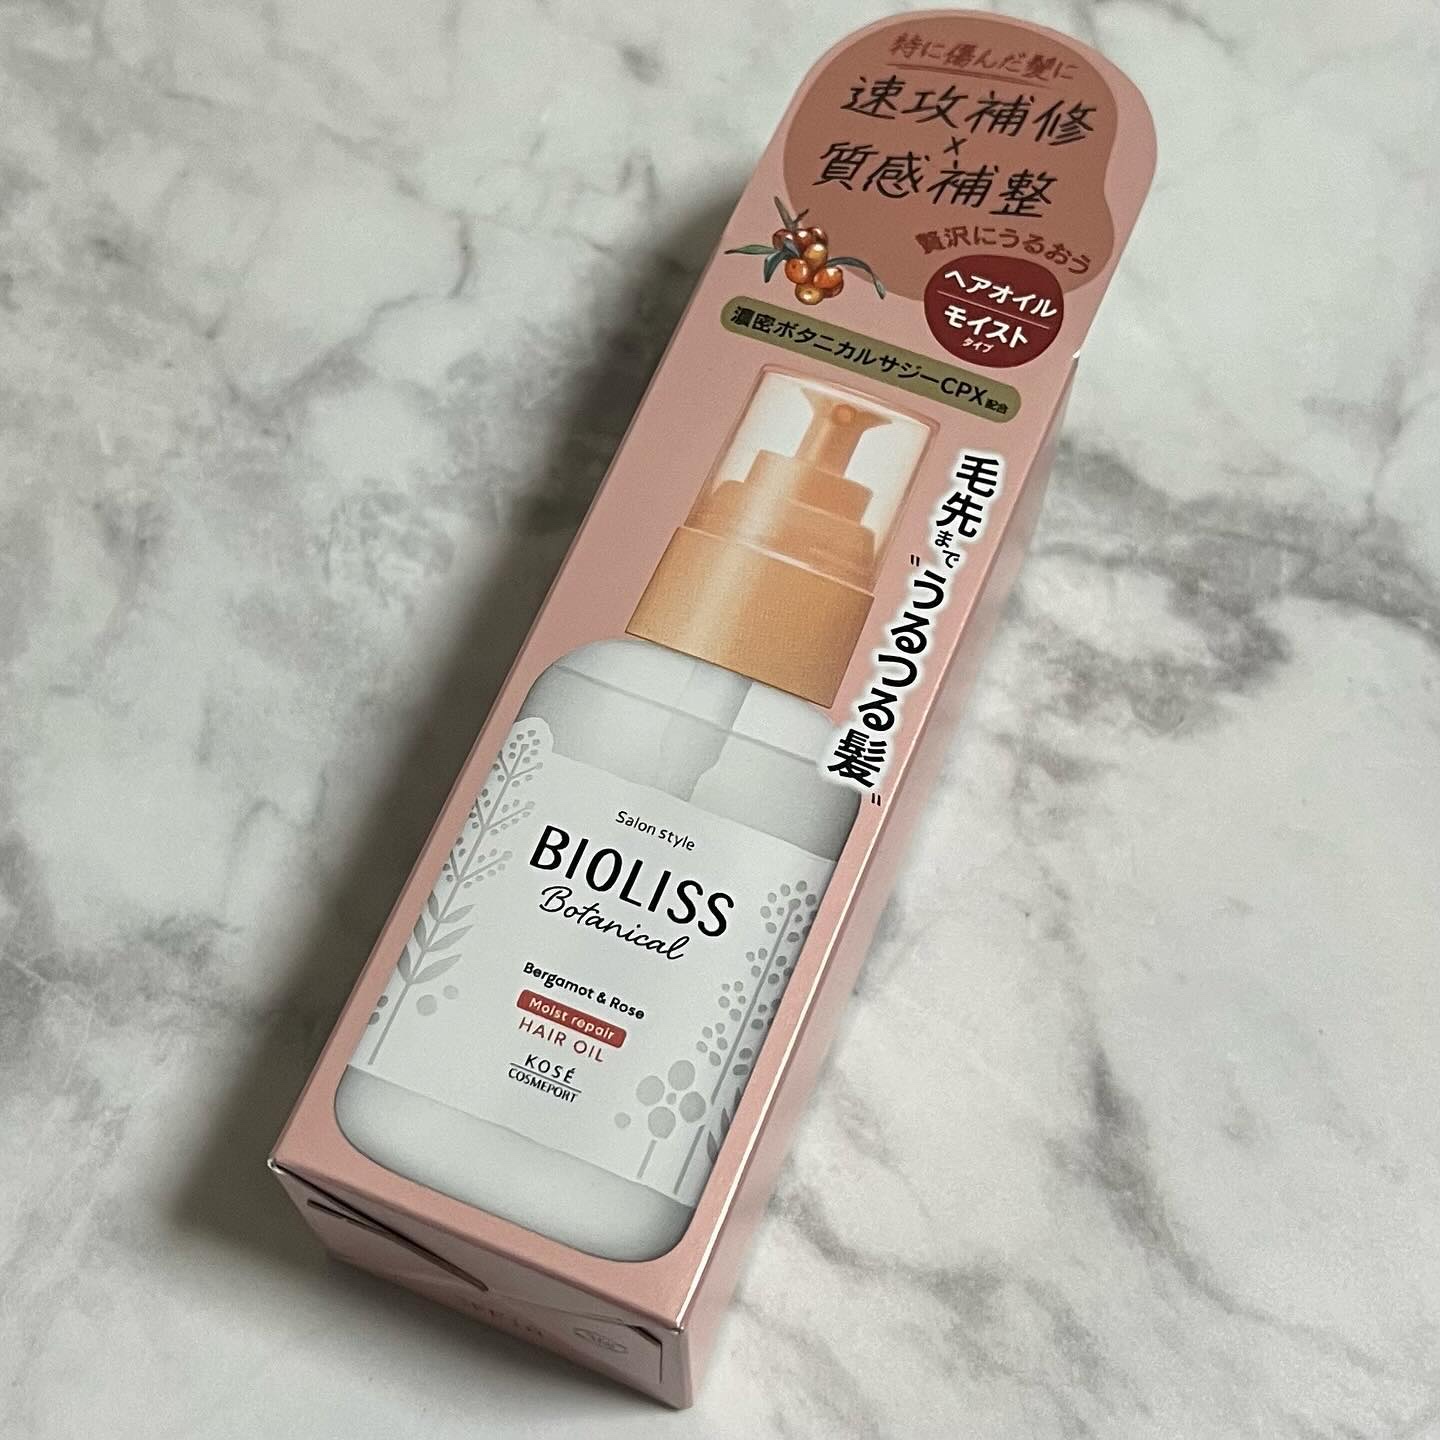 特に傷んだ髪に
速攻補修
×
質感補整
贅沢にうるおう
ヘアオイル
モイスト
タイプ
濃密ボタニカルサジーCPX配合
毛先まで
"うるつる髪"
Salon style
BIOLISS
Botanical
Bergamot & Rose
Moist repair
HAIR OIL
KOSÉ
COSMEPORT